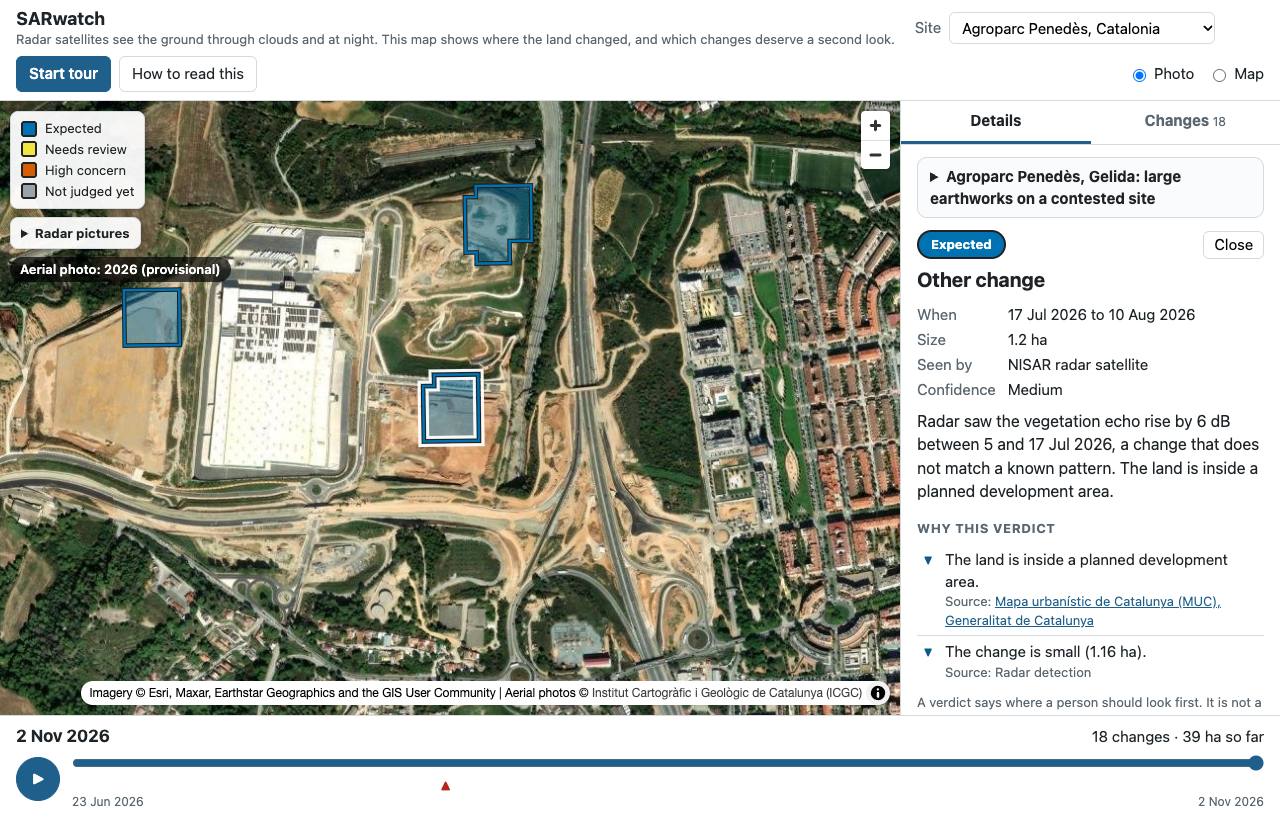 SARwatch
Radar satellites see the ground through clouds and at night. This map shows where the land changed, and which changes deserve a second look.
Site
Agroparc Penedès, Catalonia
Start tour
How to read this
Photo
Map
Expected
Needs review
High concern
Not judged yet
Radar pictures
Aerial photo: 2026 (provisional)
+
−
Imagery © Esri, Maxar, Earthstar Geographics and the GIS User Community | Aerial photos © Institut Cartogràfic i Geològic de Catalunya (ICGC)
Details
Changes 18
Agroparc Penedès, Gelida: large
earthworks on a contested site
Expected
Close
Other change
When 17 Jul 2026 to 10 Aug 2026
Size 1.2 ha
Seen by NISAR radar satellite
Confidence Medium
Radar saw the vegetation echo rise by 6 dB
between 5 and 17 Jul 2026, a change that does
not match a known pattern. The land is inside a
planned development area.
WHY THIS VERDICT
The land is inside a planned development
area.
Source: Mapa urbanístic de Catalunya (MUC),
Generalitat de Catalunya
The change is small (1.16 ha).
Source: Radar detection
A verdict says where a person should look first. It is not a
2 Nov 2026
18 changes · 39 ha so far
23 Jun 2026
2 Nov 2026